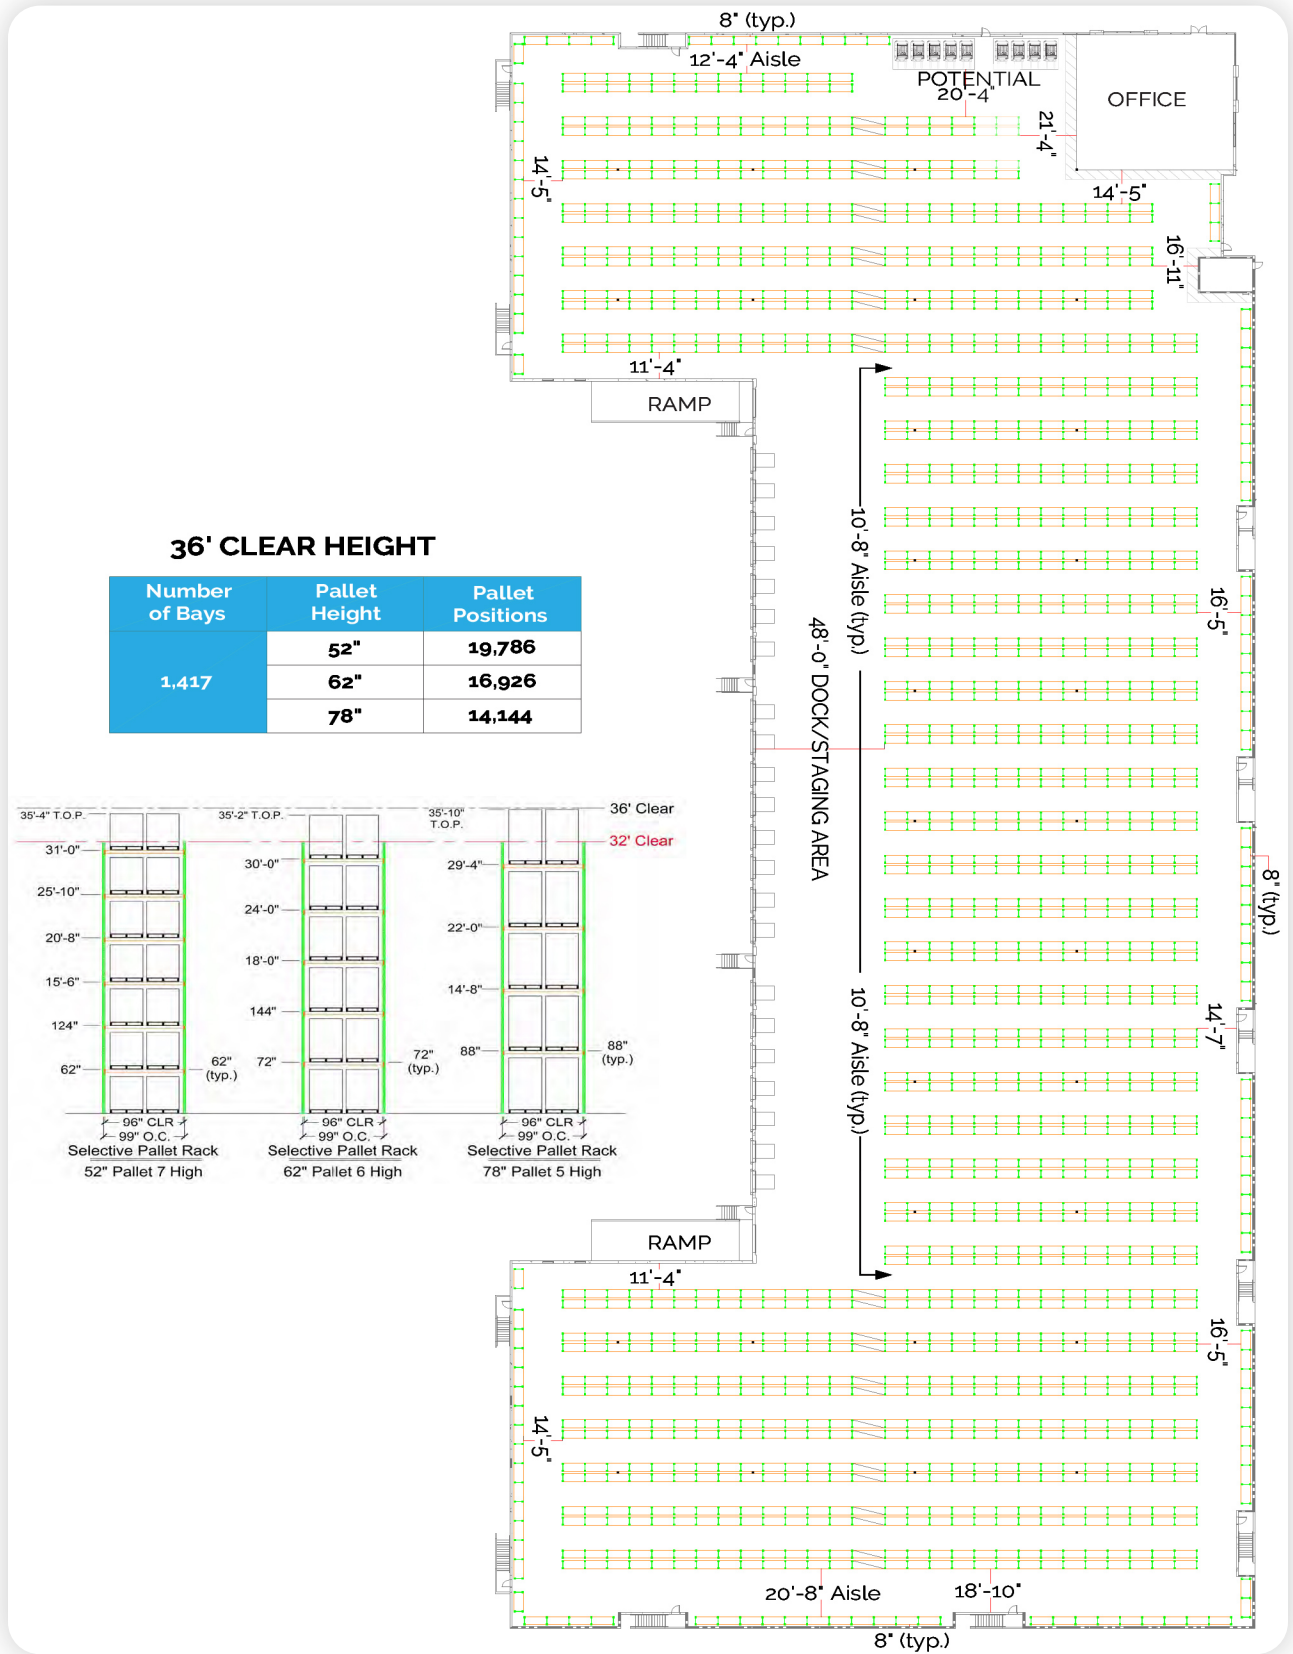 8" (typ.)
12'-4" Aisle
POTENTIAL
20'-4"
OFFICE
21'-4"
14'-5"
14'-5"
16'-11"
11'-4"
RAMP
10'-8" Aisle (typ.)
36' CLEAR HEIGHT
Number of Bays
Pallet Height
Pallet Positions
1,417
52" 19,786
62" 16,926
78" 14,144
16'-5"
48'-0" DOCK/STAGING AREA
35'-4" T.O.P.
35'-2" T.O.P.
35'-10" T.O.P.
36' Clear
32' Clear
31'-0"
25'-10"
20'-8"
15'-6"
124"
62"
62" (typ.)
30'-0"
24'-0"
18'-0"
144"
72"
72" (typ.)
29'-4"
22'-0"
14'-8"
88"
88" (typ.)
96" CLR
99" O.C.
Selective Pallet Rack
52" Pallet 7 High
96" CLR
99" O.C.
Selective Pallet Rack
62" Pallet 6 High
96" CLR
99" O.C.
Selective Pallet Rack
78" Pallet 5 High
8" (typ.)
10'-8" Aisle (typ.)
14'-7"
RAMP
11'-4"
16'-5"
14'-5"
20'-8" Aisle
18'-10"
8" (typ.)